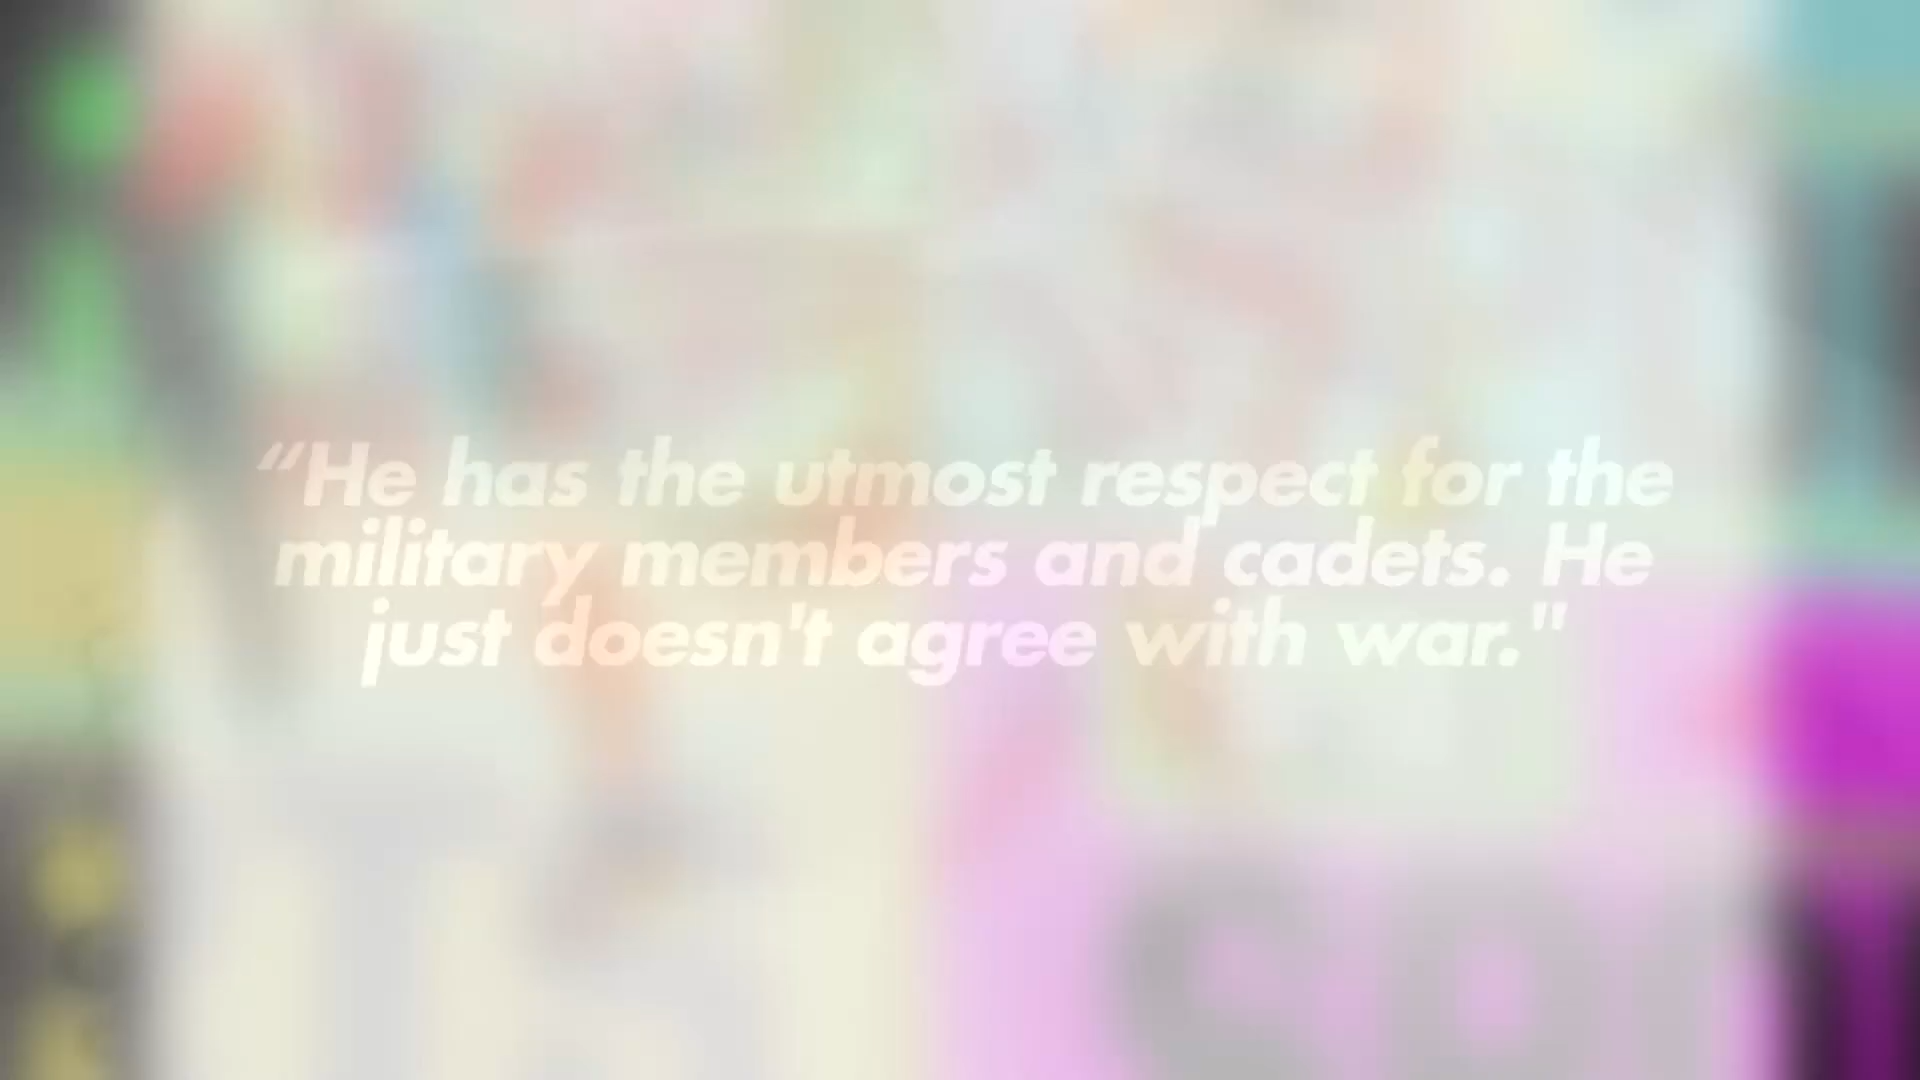 “He has the utmost respect for the
military members and cadets. He
just doesn't agree with war."